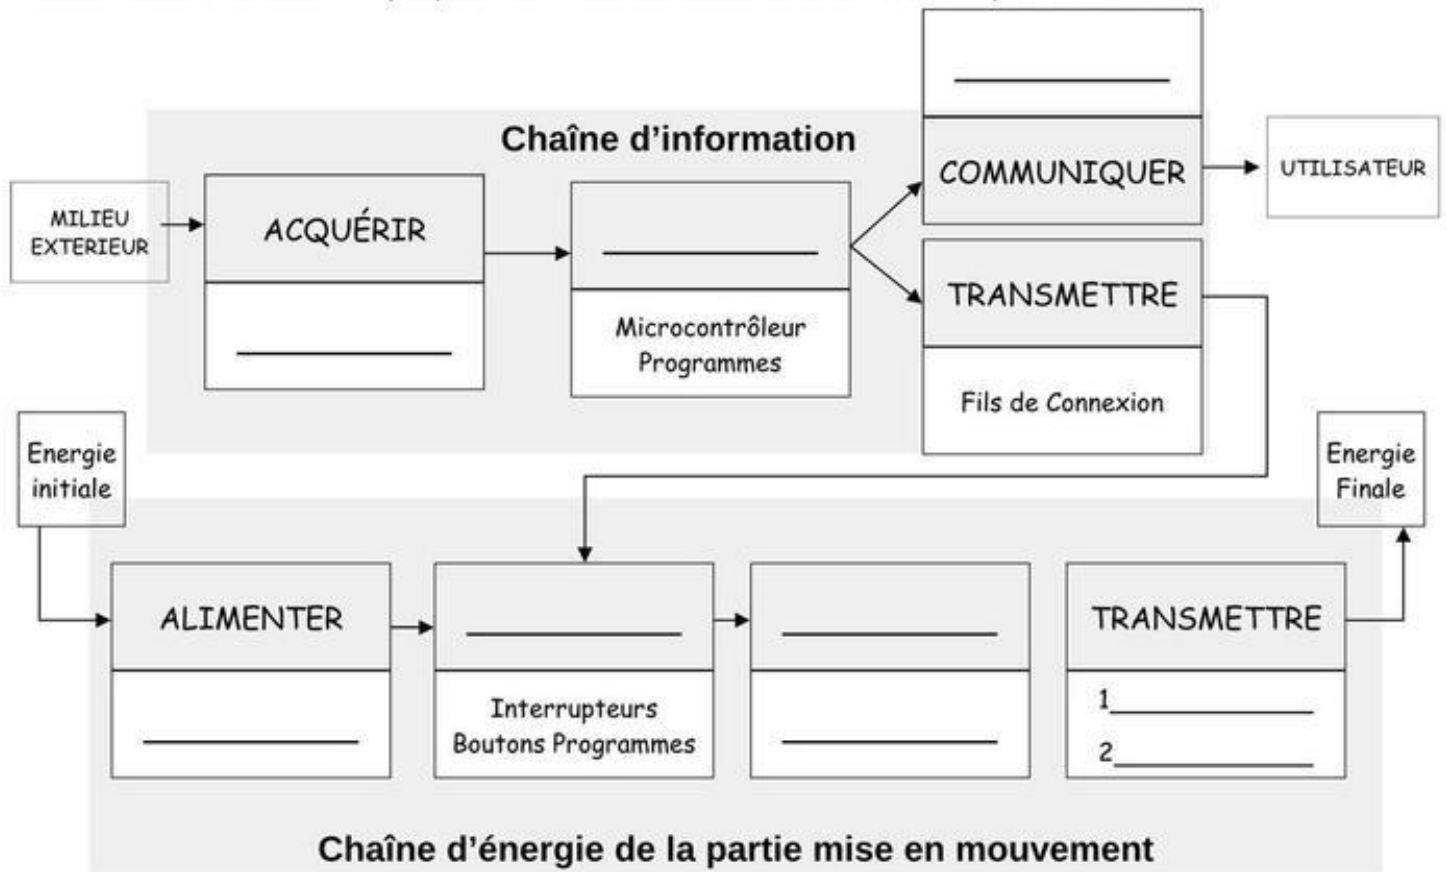 Chaîne d'information
MILIEU
EXTERIEUR
ACQUÉRIR
Microcontrôleur
Programmes
COMMUNIQUER
UTILISATEUR
TRANSMETTRE
Fils de Connexion
Energie
initiale
Energie
Finale
ALIMENTER
Interrupteurs
Boutons Programmes
TRANSMETTRE
1
2
Chaîne d'énergie de la partie mise en mouvement